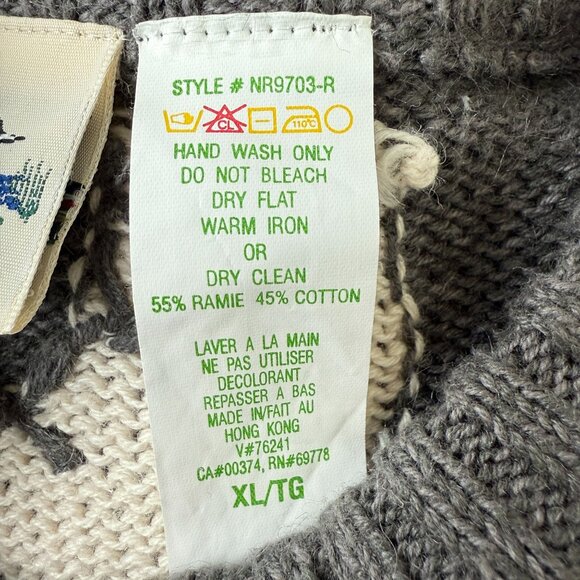 STYLE # NR9703-R
CL 110°C
HAND WASH ONLY
DO NOT BLEACH
DRY FLAT
WARM IRON
OR
DRY CLEAN
55% RAMIE 45% COTTON
LAVER A LA MAIN
NE PAS UTILISER
DECOLORANT
REPASSER A BAS
MADE IN/FAIT AU
HONG KONG
V#76241
CA#00374, RN#69778
XL/TG